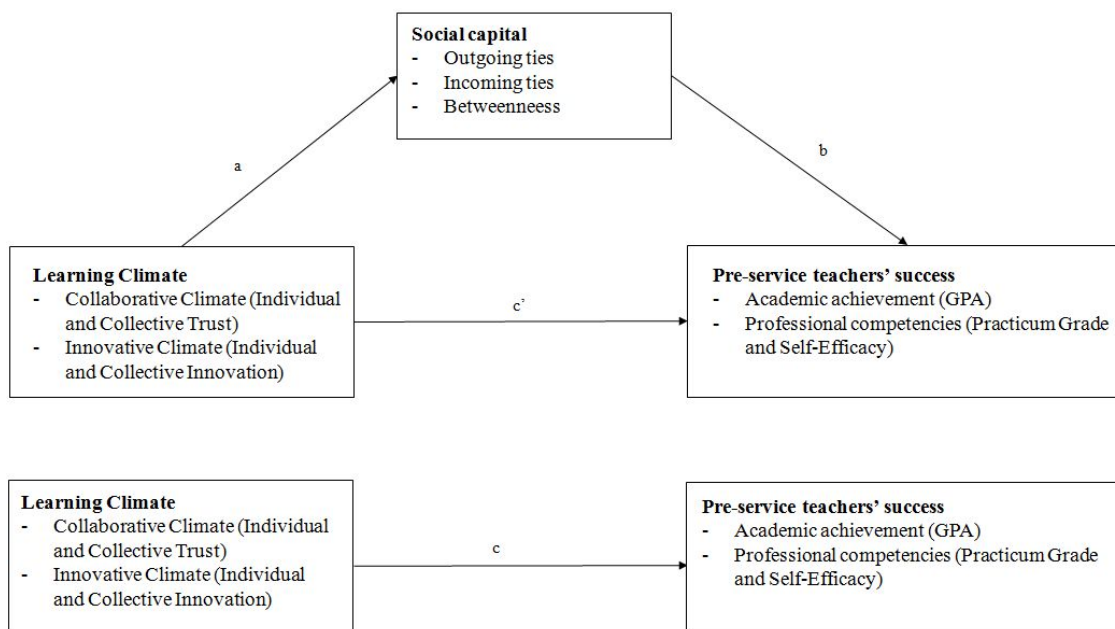 Social capital
- Outgoing ties
- Incoming ties
- Betweenneess
a
b
Learning Climate
- Collaborative Climate (Individual
and Collective Trust)
- Innovative Climate (Individual
and Collective Innovation)
c’
Pre-service teachers’ success
- Academic achievement (GPA)
- Professional competencies (Practicum Grade
and Self-Efficacy)
Learning Climate
- Collaborative Climate (Individual
and Collective Trust)
- Innovative Climate (Individual
and Collective Innovation)
c
Pre-service teachers’ success
- Academic achievement (GPA)
- Professional competencies (Practicum Grade
and Self-Efficacy)